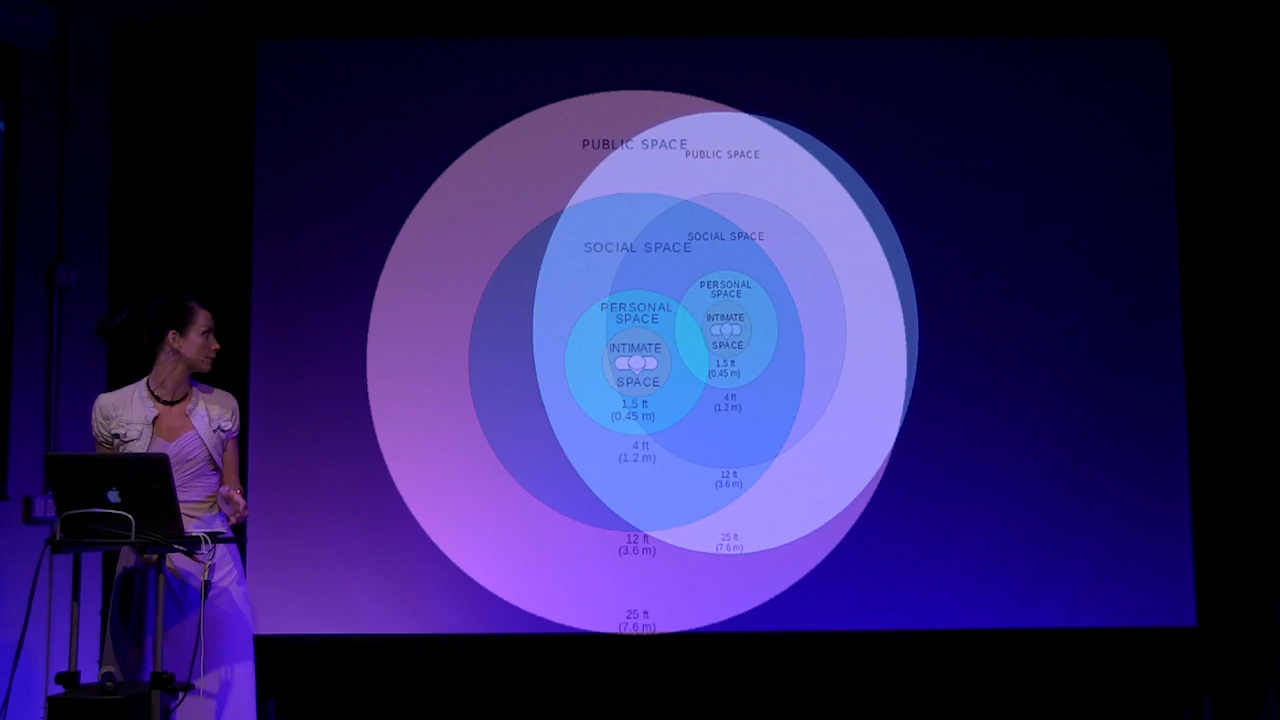 PUBLIC SPACE
SOCIAL SPACE
PERSONAL
SPACE
INTIMATE
SPACE
1,5 ft
(0.45 m)
4 ft
(1.2 m)
12 ft
(3.6 m)
25 ft
(7.6 m)
PUBLIC SPACE
SOCIAL SPACE
PERSONAL
SPACE
INTIMATE
SPACE
1,5 ft
(0.45 m)
4 ft
(1.2 m)
12 ft
(3.6 m)
25 ft
(7.6 m)